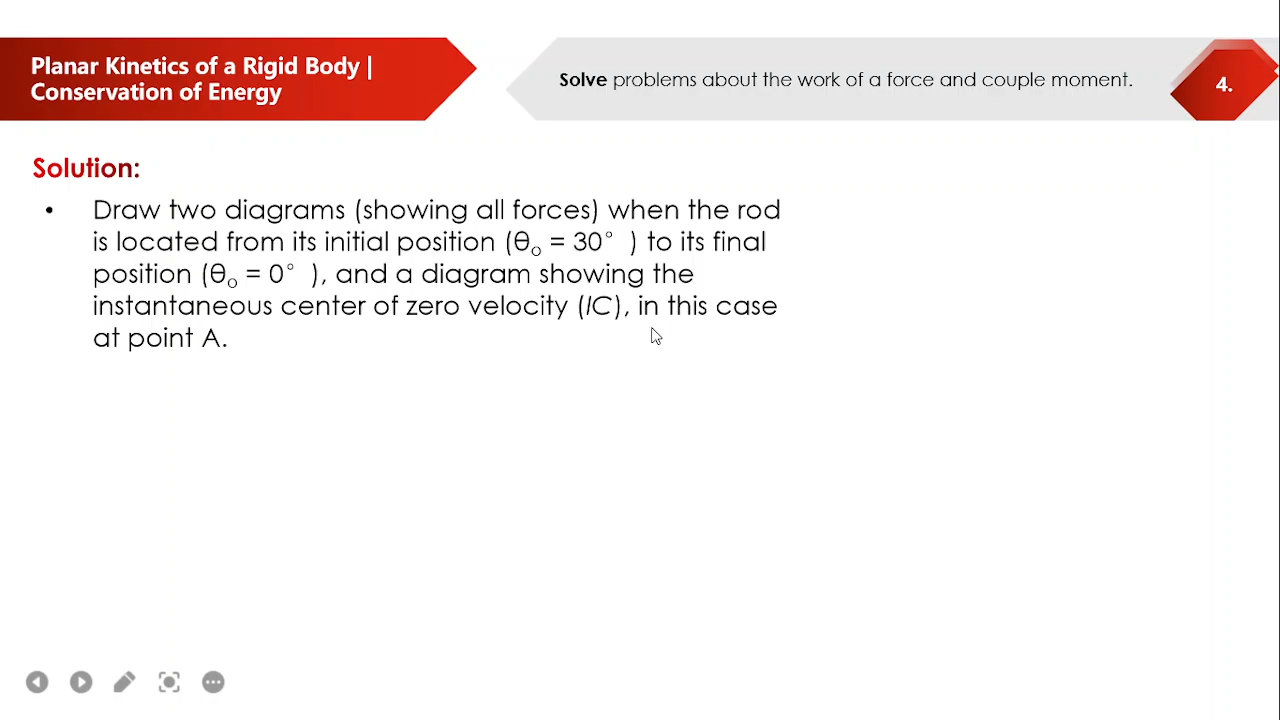 Planar Kinetics of a Rigid Body |
Conservation of Energy
Solve problems about the work of a force and couple moment.
4.
Solution:
• Draw two diagrams (showing all forces) when the rod
is located from its initial position (θₒ = 30° ) to its final
position (θₒ = 0° ), and a diagram showing the
instantaneous center of zero velocity (IC), in this case
at point A.